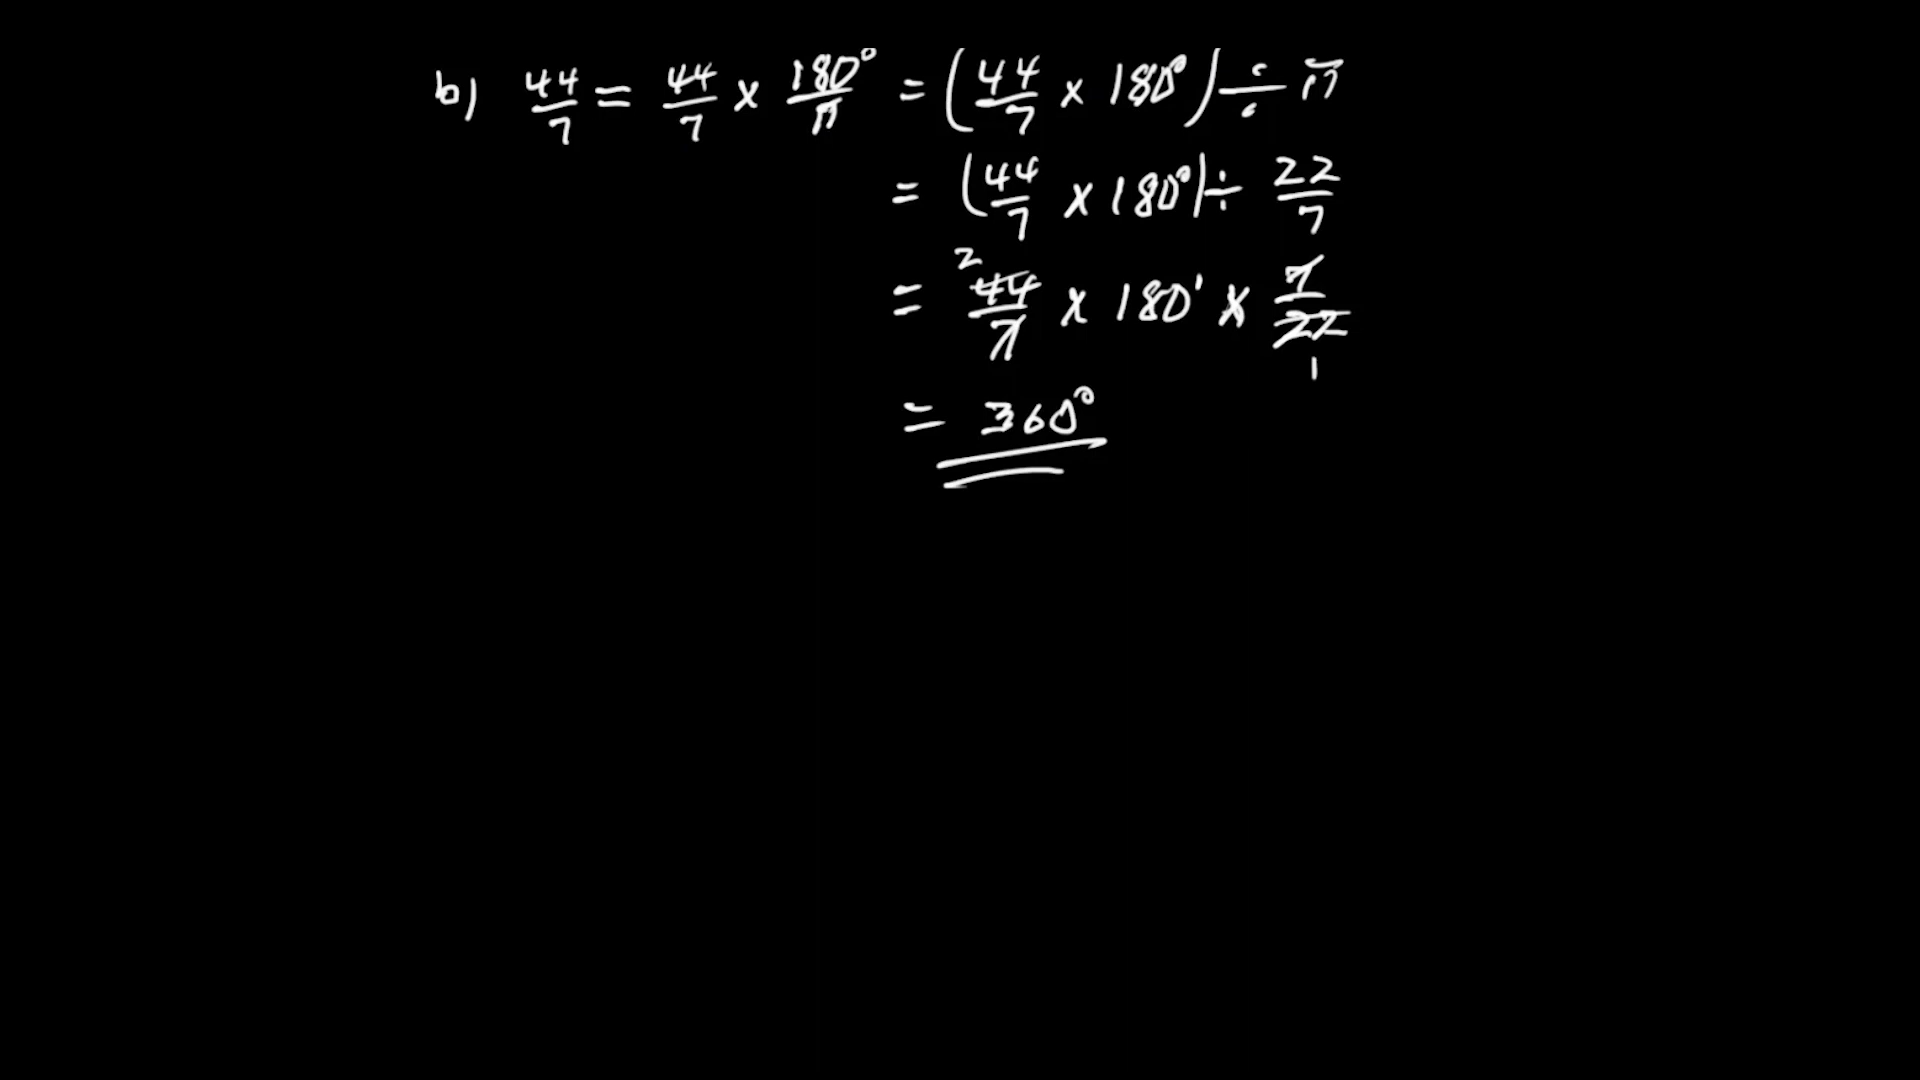 b) 44/7 = 44/7 x 180°/π = (44/7 x 180°) ÷ π
= (44/7 x 180°) ÷ 22/7
= 2 44/7 x 180' x 7/22 1
= 360°